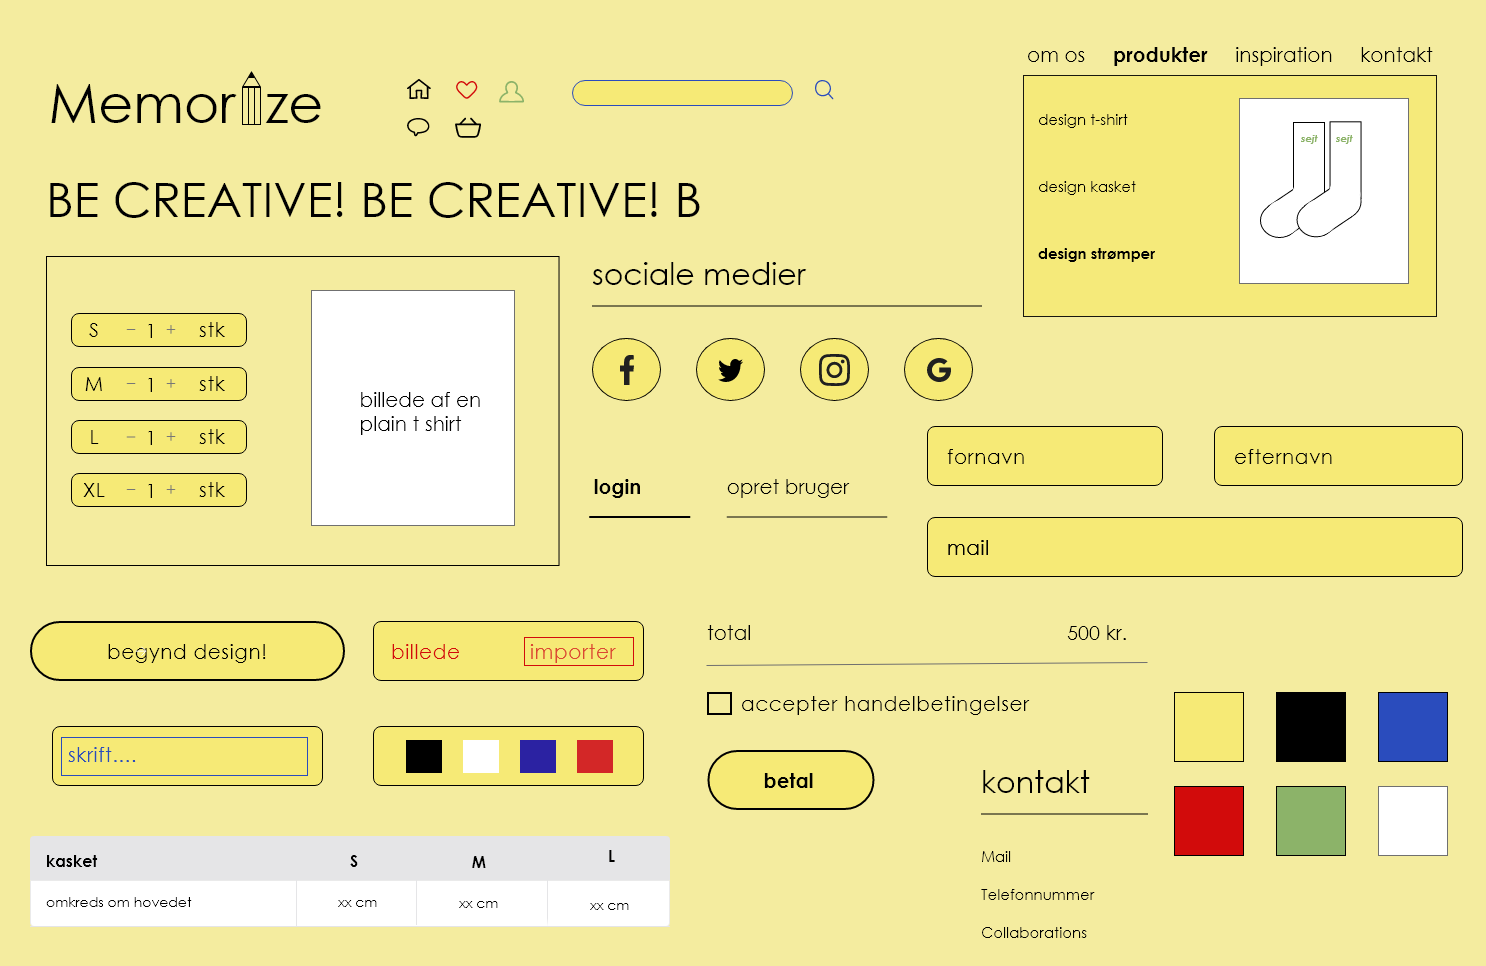 om os produkter inspiration kontakt
Memorize
design t-shirt
sejt sejt
design kasket
design strømper
BE CREATIVE! BE CREATIVE! B
S − 1 + stk
M − 1 + stk
L − 1 + stk
XL − 1 + stk
billede af en
plain t shirt
sociale medier
login opret bruger
fornavn efternavn
mail
begynd design!
billede importer
skrift....
total 500 kr.
accepter handelbetingelser
betal
kontakt
Mail
Telefonnummer
Collaborations
kasket S M L
omkreds om hovedet xx cm xx cm xx cm